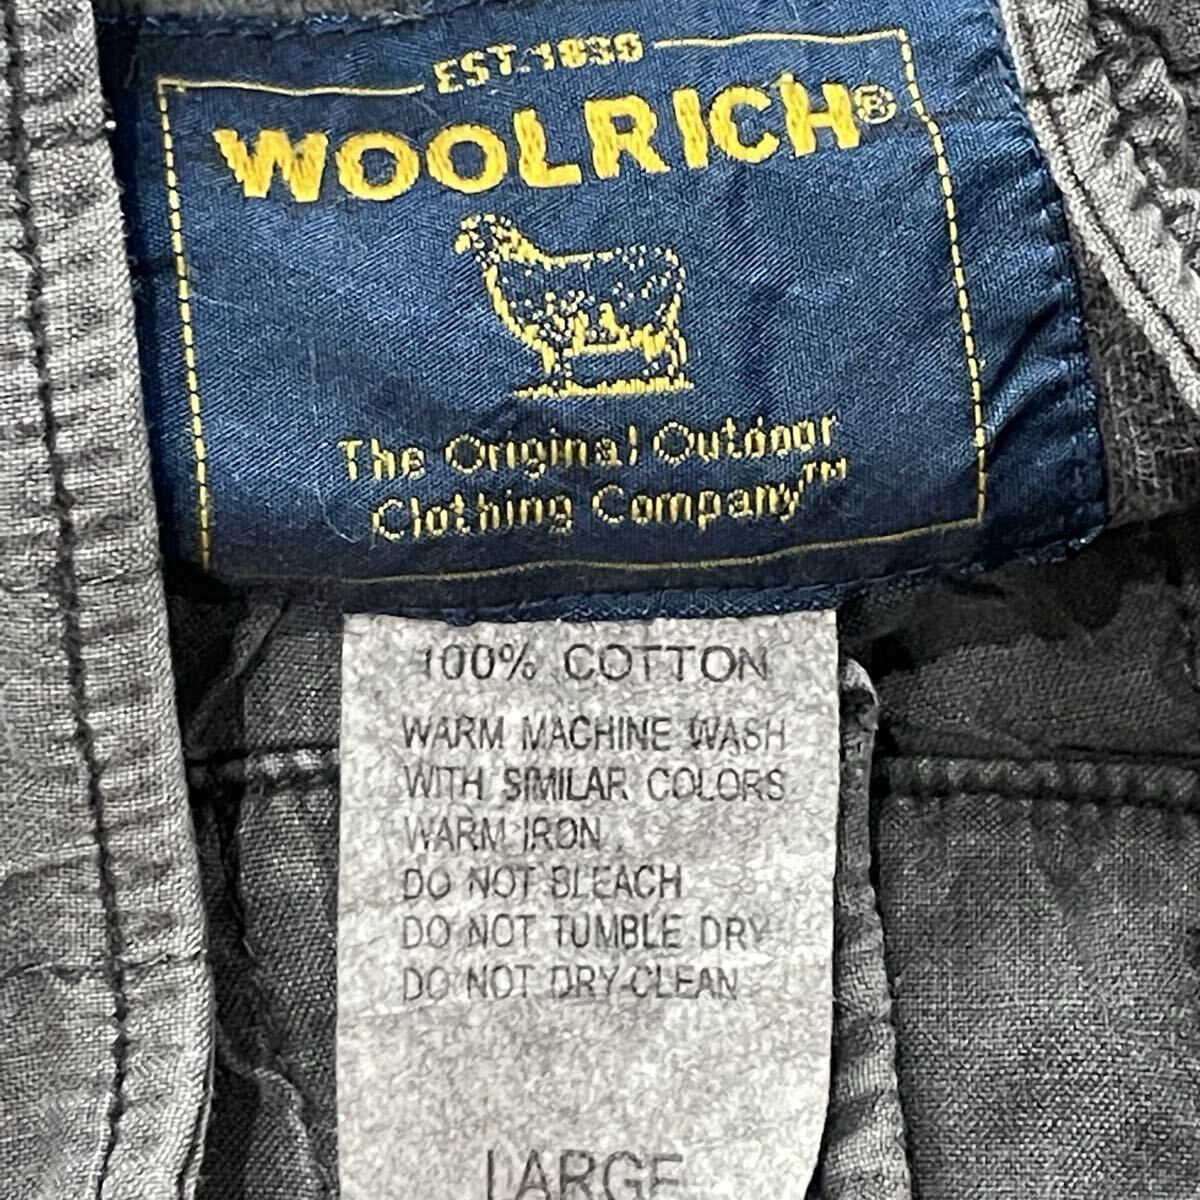 EST. 1830
WOOLRICH®
The Original Outdoor
Clothing Company™
100% COTTON
WARM MACHINE WASH
WITH SIMILAR COLORS
WARM IRON
DO NOT BLEACH
DO NOT TUMBLE DRY
DO NOT DRY-CLEAN
LARGE